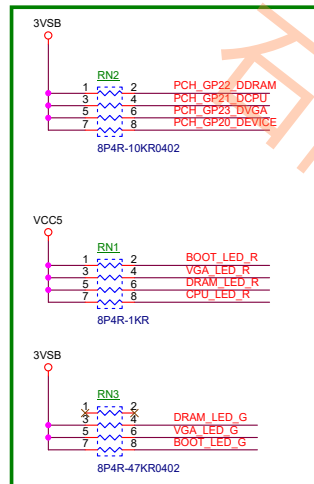 3VSB
RN2
1 2 PCH_GP22_DDRAM
3 4 PCH_GP21_DCPU
5 6 PCH_GP23_DVGA
7 8 PCH_GP20_DEVICE
8P4R-10KR0402
VCC5
RN1
1 2 BOOT_LED_R
3 4 VGA_LED_R
5 6 DRAM_LED_R
7 8 CPU_LED_R
8P4R-1KR
3VSB
RN3
1 2
3 4 DRAM_LED_G
5 6 VGA_LED_G
7 8 BOOT_LED_G
8P4R-47KR0402